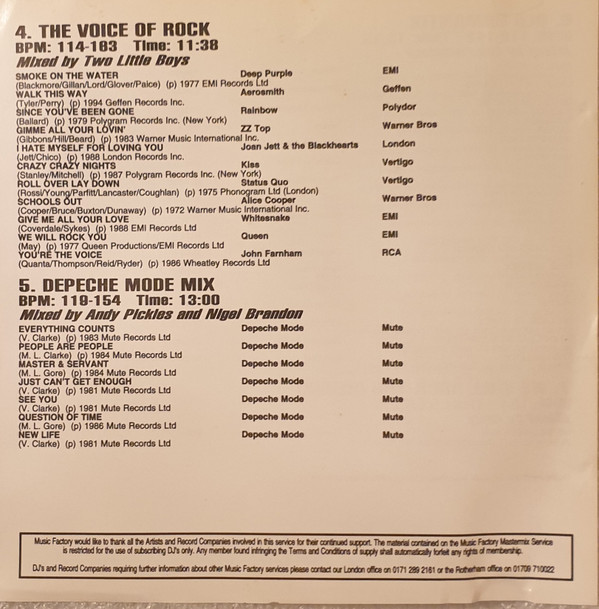 4. THE VOICE OF ROCK
BPM: 114-183 Time: 11:38
Mixed by Two Little Boys
SMOKE ON THE WATER Deep Purple EMI
(Blackmore/Gillan/Lord/Glover/Paice) (p) 1977 EMI Records Ltd
WALK THIS WAY Aerosmith Geffen
(Tyler/Perry) (p) 1994 Geffen Records Inc.
SINCE YOU'VE BEEN GONE Rainbow Polydor
(Ballard) (p) 1979 Polygram Records Inc. (New York)
GIMME ALL YOUR LOVIN' ZZ Top Warner Bros
(Gibbons/Hill/Beard) (p) 1983 Warner Music International Inc.
I HATE MYSELF FOR LOVING YOU Joan Jett & the Blackhearts London
(Jett/Chico) (p) 1988 London Records Inc.
CRAZY CRAZY NIGHTS Kiss Vertigo
(Stanley/Mitchell) (p) 1987 Polygram Records Inc. (New York)
ROLL OVER LAY DOWN Status Quo Vertigo
(Rossi/Young/Parfitt/Lancaster/Coughlan) (p) 1975 Phonogram Ltd (London)
SCHOOLS OUT Alice Cooper Warner Bros
(Cooper/Bruce/Buxton/Dunaway) (p) 1972 Warner Music International Inc.
GIVE ME ALL YOUR LOVE Whitesnake EMI
(Coverdale/Sykes) (p) 1988 EMI Records Ltd
WE WILL ROCK YOU Queen EMI
(May) (p) 1977 Queen Productions/EMI Records Ltd
YOU'RE THE VOICE John Farnham RCA
(Quanta/Thompson/Reid/Ryder) (p) 1986 Wheatley Records Ltd
5. DEPECHE MODE MIX
BPM: 119-154 Time: 13:00
Mixed by Andy Pickles and Nigel Brandon
EVERYTHING COUNTS Depeche Mode Mute
(V. Clarke) (p) 1983 Mute Records Ltd
PEOPLE ARE PEOPLE Depeche Mode Mute
(M. L. Clarke) (p) 1984 Mute Records Ltd
MASTER & SERVANT Depeche Mode Mute
(M. L. Gore) (p) 1984 Mute Records Ltd
JUST CAN'T GET ENOUGH Depeche Mode Mute
(V. Clarke) (p) 1981 Mute Records Ltd
SEE YOU Depeche Mode Mute
(V. Clarke) (p) 1981 Mute Records Ltd
QUESTION OF TIME Depeche Mode Mute
(M. L. Gore) (p) 1986 Mute Records Ltd
NEW LIFE Depeche Mode Mute
(V. Clarke) (p) 1981 Mute Records Ltd
Music Factory would like to thank all the Artists and Record Companies involved in this service for their continued support. The material contained on the Music Factory Mastermix Service
is restricted for the use of subscribing DJ's only. Any member found infringing the Terms and Conditions of supply shall automatically forfeit any rights of membership.
DJ's and Record Companies requiring further information about other Music Factory services please contact our London office on 0171 289 2161 or the Rotherham office on 01709 710022